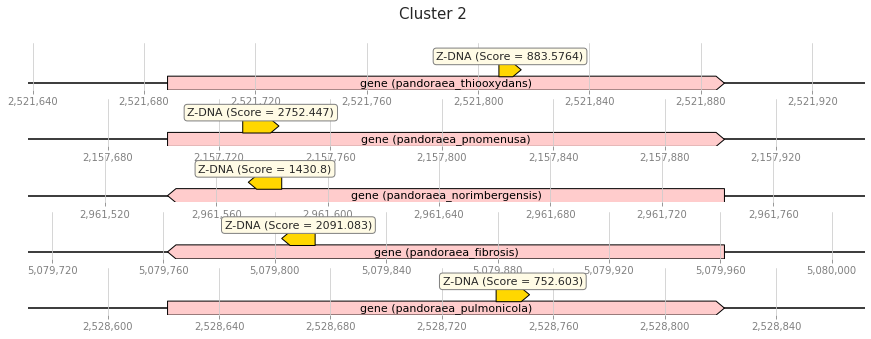 Cluster 2
Z-DNA (Score = 883.5764)
gene (pandoraea_thiooxydans)
2,521,640 2,521,680 2,521,720 2,521,760 2,521,800 2,521,840 2,521,880 2,521,920
Z-DNA (Score = 2752.447)
gene (pandoraea_pnomenusa)
2,157,680 2,157,720 2,157,760 2,157,800 2,157,840 2,157,880 2,157,920
Z-DNA (Score = 1430.8)
gene (pandoraea_norimbergensis)
2,961,520 2,961,560 2,961,600 2,961,640 2,961,680 2,961,720 2,961,760
Z-DNA (Score = 2091.083)
gene (pandoraea_fibrosis)
5,079,720 5,079,760 5,079,800 5,079,840 5,079,880 5,079,920 5,079,960 5,080,000
Z-DNA (Score = 752.603)
gene (pandoraea_pulmonicola)
2,528,600 2,528,640 2,528,680 2,528,720 2,528,760 2,528,800 2,528,840